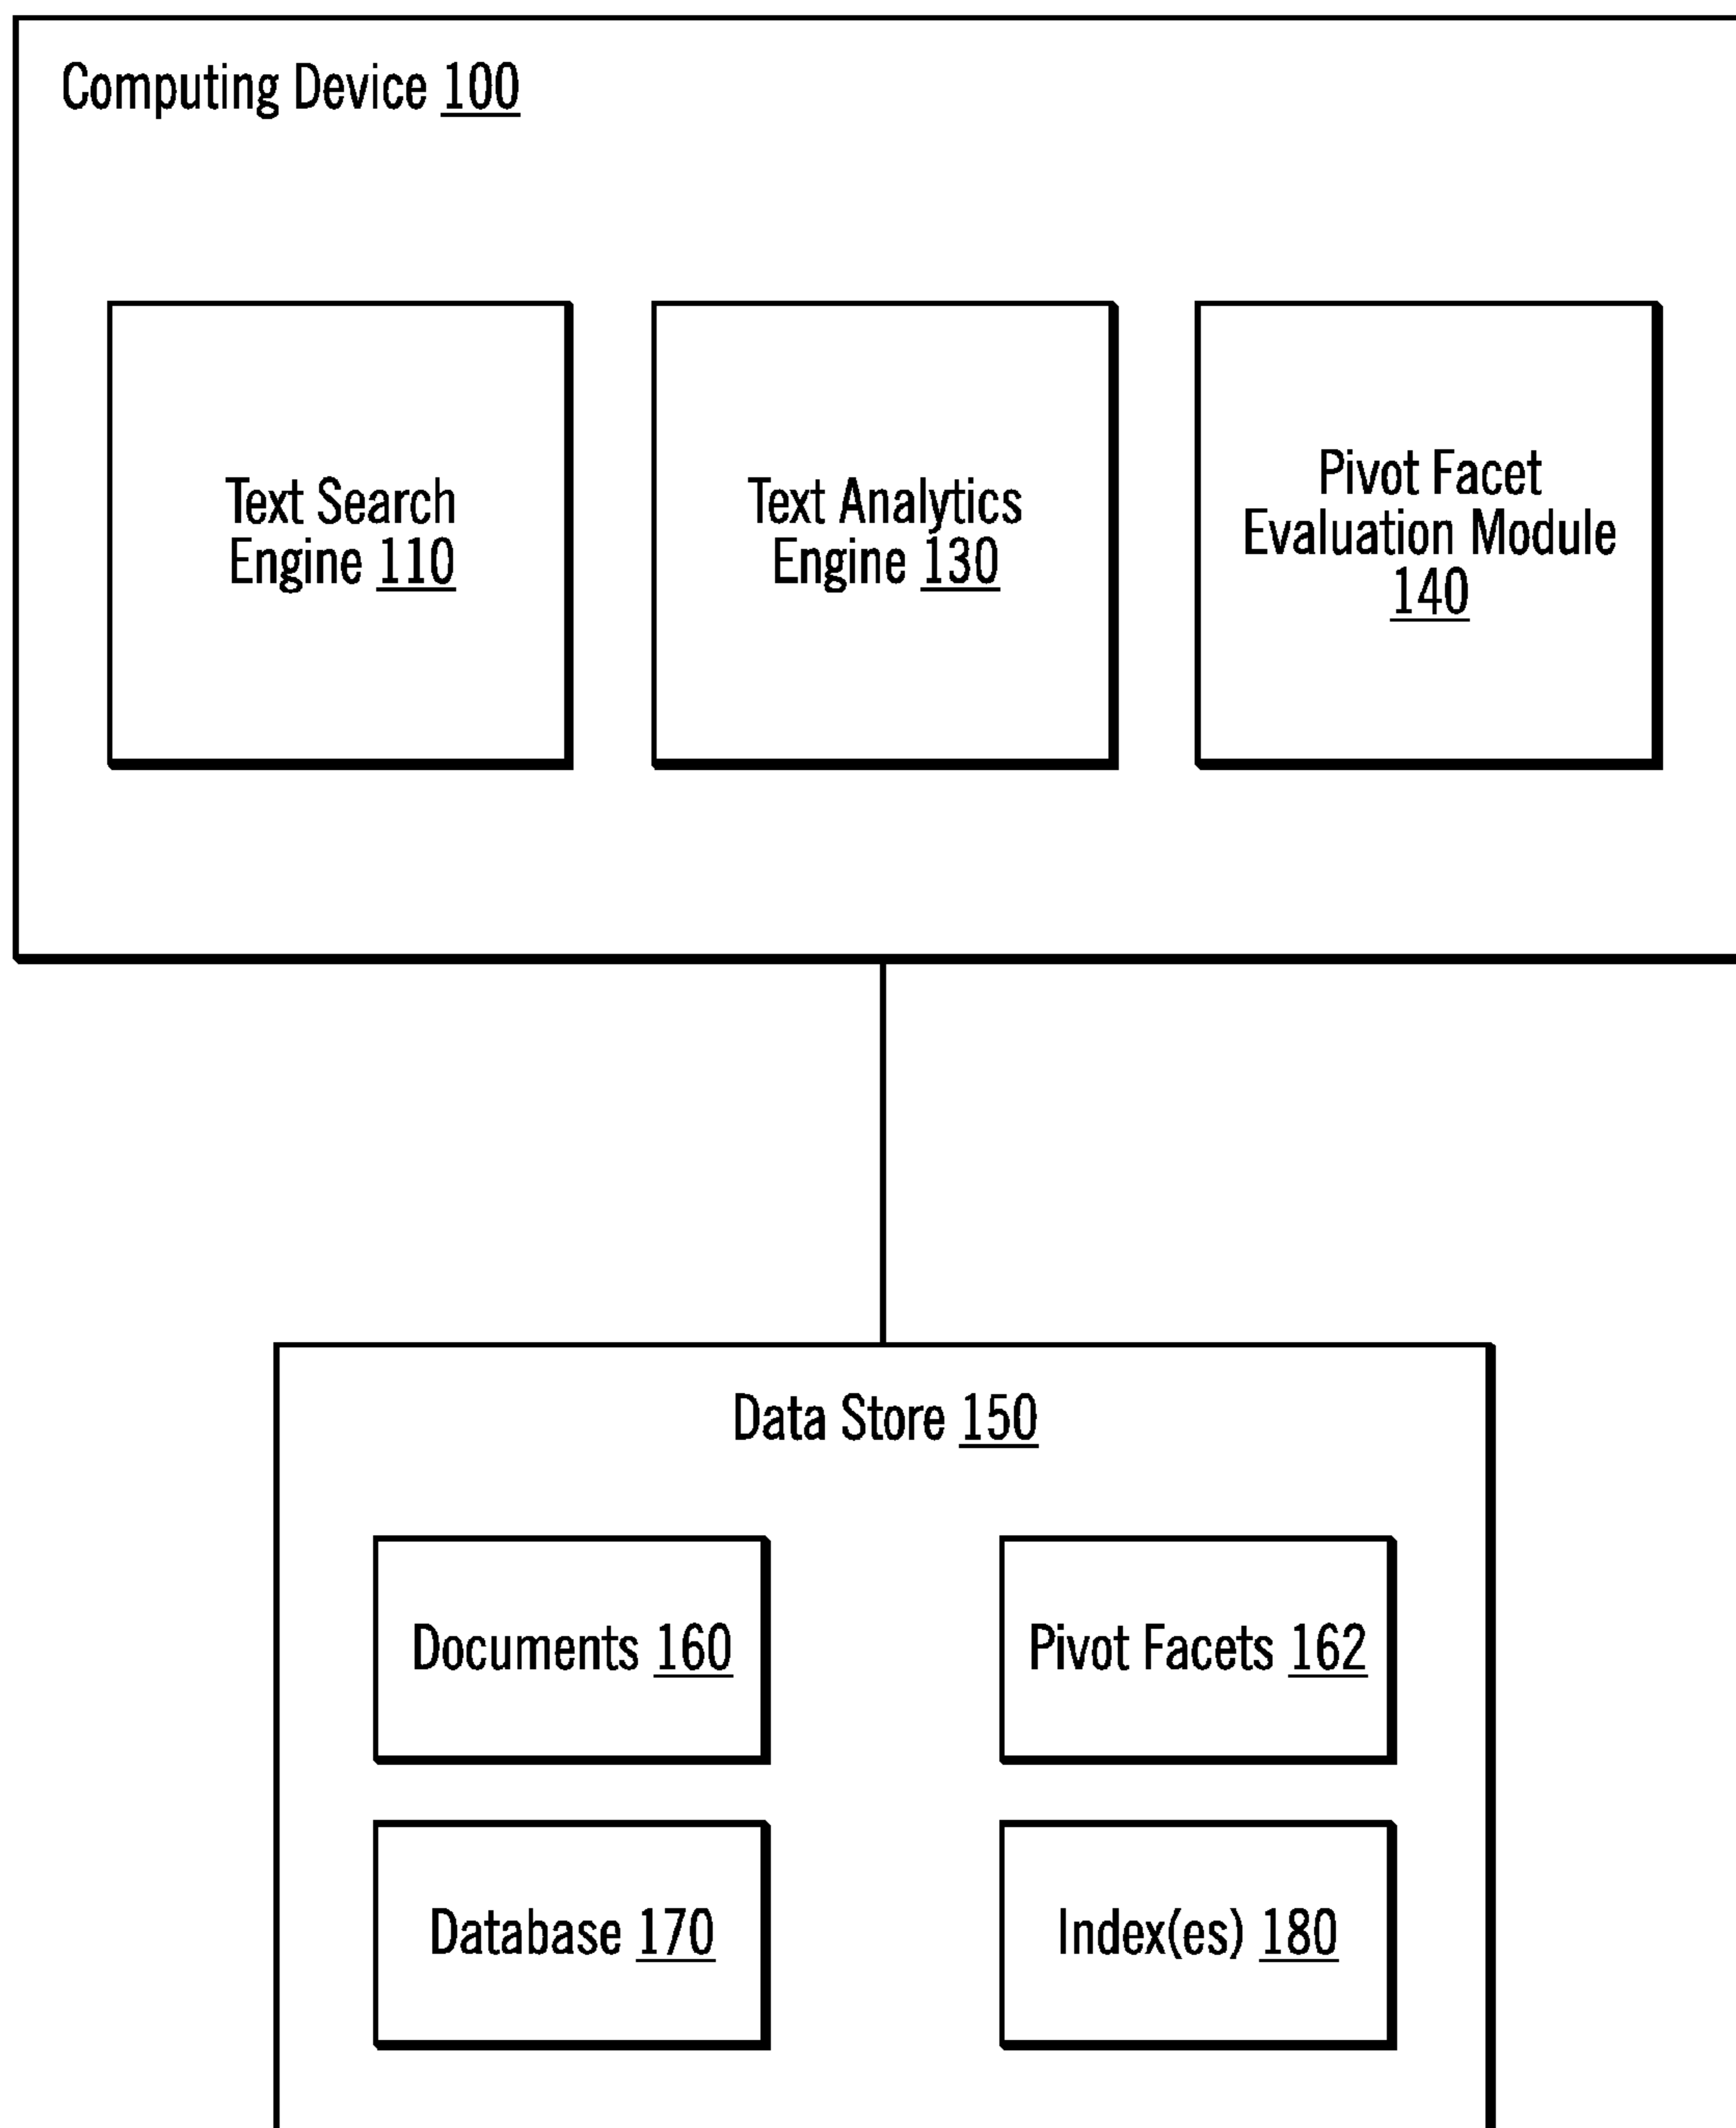 Computing Device 100
Text Search
Engine 110
Text Analytics
Engine 130
Pivot Facet
Evaluation Module
140
Data Store 150
Documents 160
Pivot Facets 162
Database 170
Index(es) 180